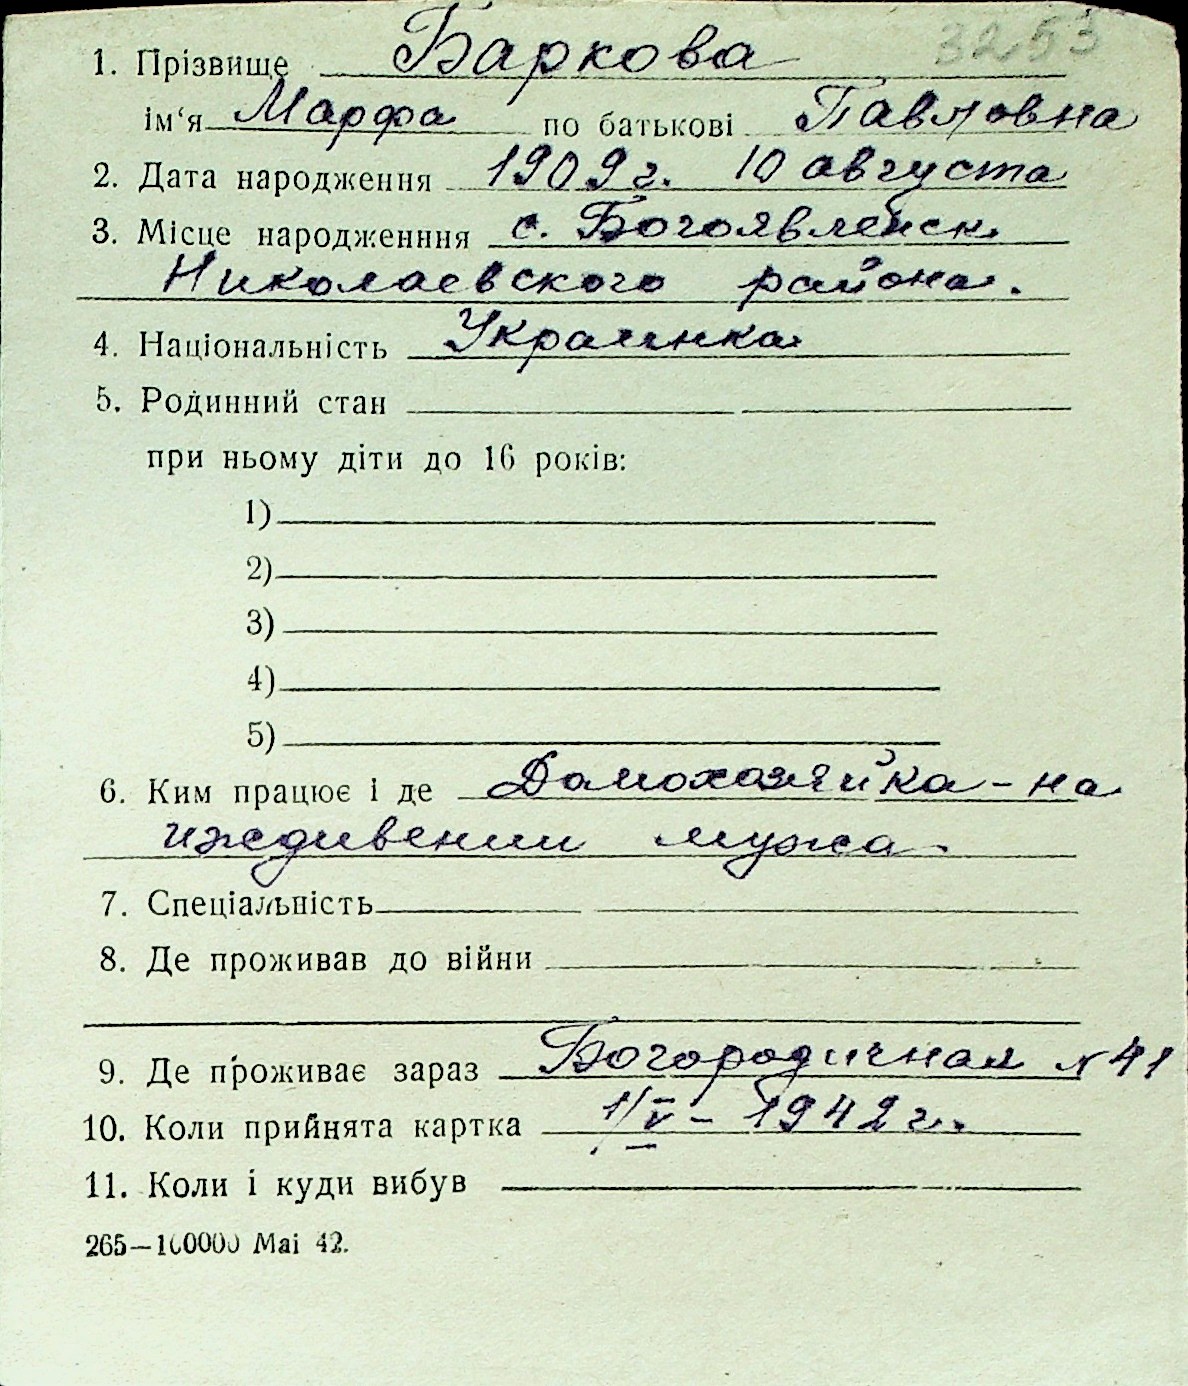 3253
1. Прізвище Баркова
ім‘я Марфа по батькові Павловна
2. Дата народження 1909 г. 10 августа
3. Місце народженння с. Богоявленск
Николаевского района.
4. Національність Украинка
5. Родинний стан
при ньому діти до 16 років:
1)
2)
3)
4)
5)
6. Ким працює і де Домохозяйка - на
иждивении мужа.
7. Спеціальність
8. Де проживав до війни
9. Де проживає зараз Богородичная № 41
10. Коли прийнята картка 1/V - 1942 г.
11. Коли і куди вибув
265—100000 Mai 42.